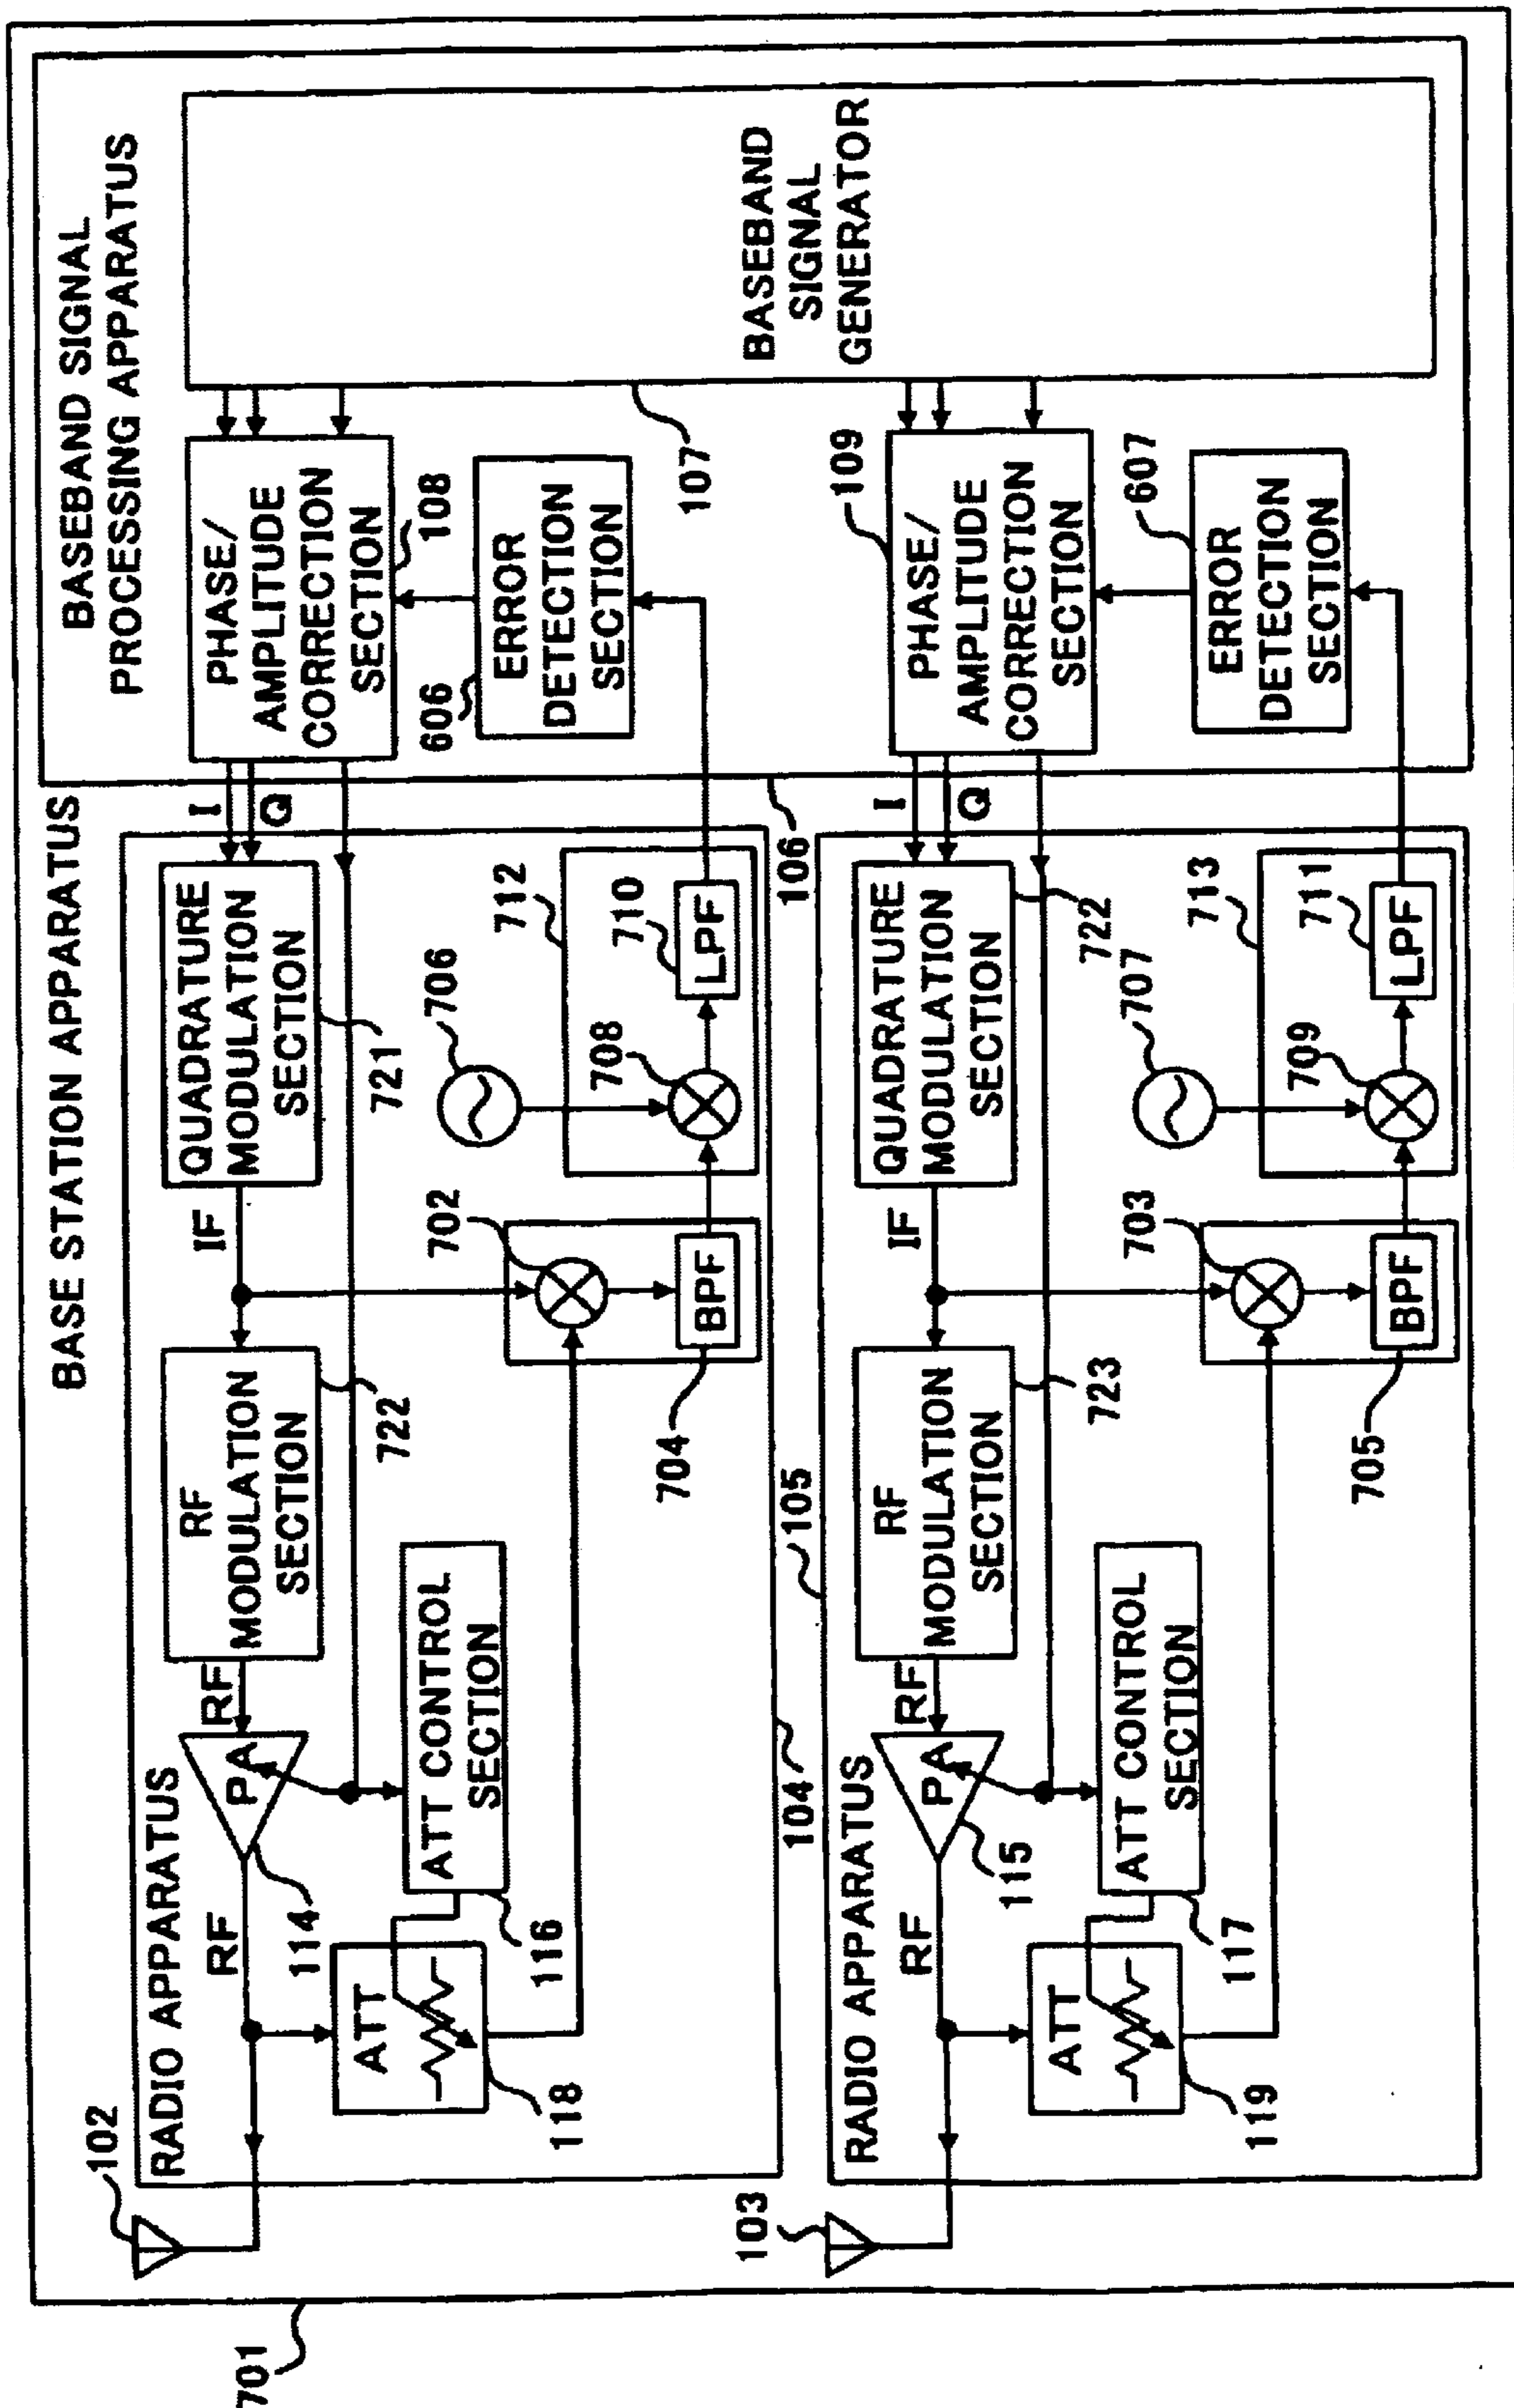 701
BASE STATION APPARATUS
BASEBAND SIGNAL
PROCESSING APPARATUS
102
RADIO APPARATUS
RF
114
PA
RF
RF
MODULATION
SECTION
722
IF
QUADRATURE
MODULATION
SECTION
721
I
Q
PHASE/
AMPLITUDE
CORRECTION
SECTION
108
ATT
118
116
ATT CONTROL
SECTION
702
704
BPF
706
708
712
710
LPF
606
ERROR
DETECTION
SECTION
107
BASEBAND
SIGNAL
GENERATOR
104
105
106
103
RADIO APPARATUS
RF
115
PA
RF
RF
MODULATION
SECTION
723
IF
QUADRATURE
MODULATION
SECTION
722
I
Q
109
PHASE/
AMPLITUDE
CORRECTION
SECTION
ATT
119
117
ATT CONTROL
SECTION
703
705
BPF
707
709
713
711
LPF
607
ERROR
DETECTION
SECTION